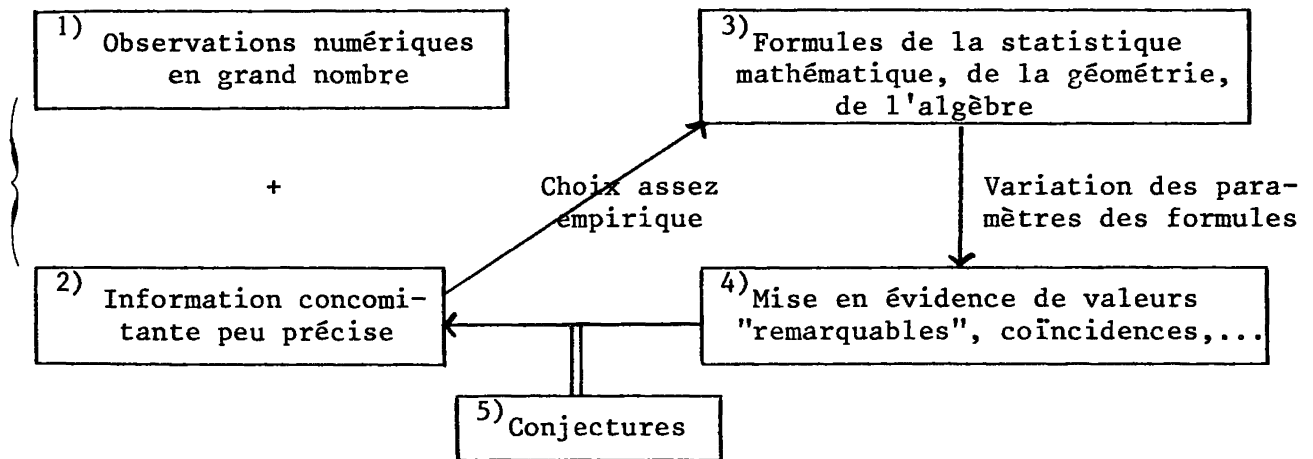 1) Observations numériques
en grand nombre
+
2) Information concomi-
tante peu précise
Choix assez
empirique
3) Formules de la statistique
mathématique, de la géométrie,
de l'algèbre
Variation des para-
mètres des formules
4) Mise en évidence de valeurs
"remarquables", coïncidences,...
5) Conjectures